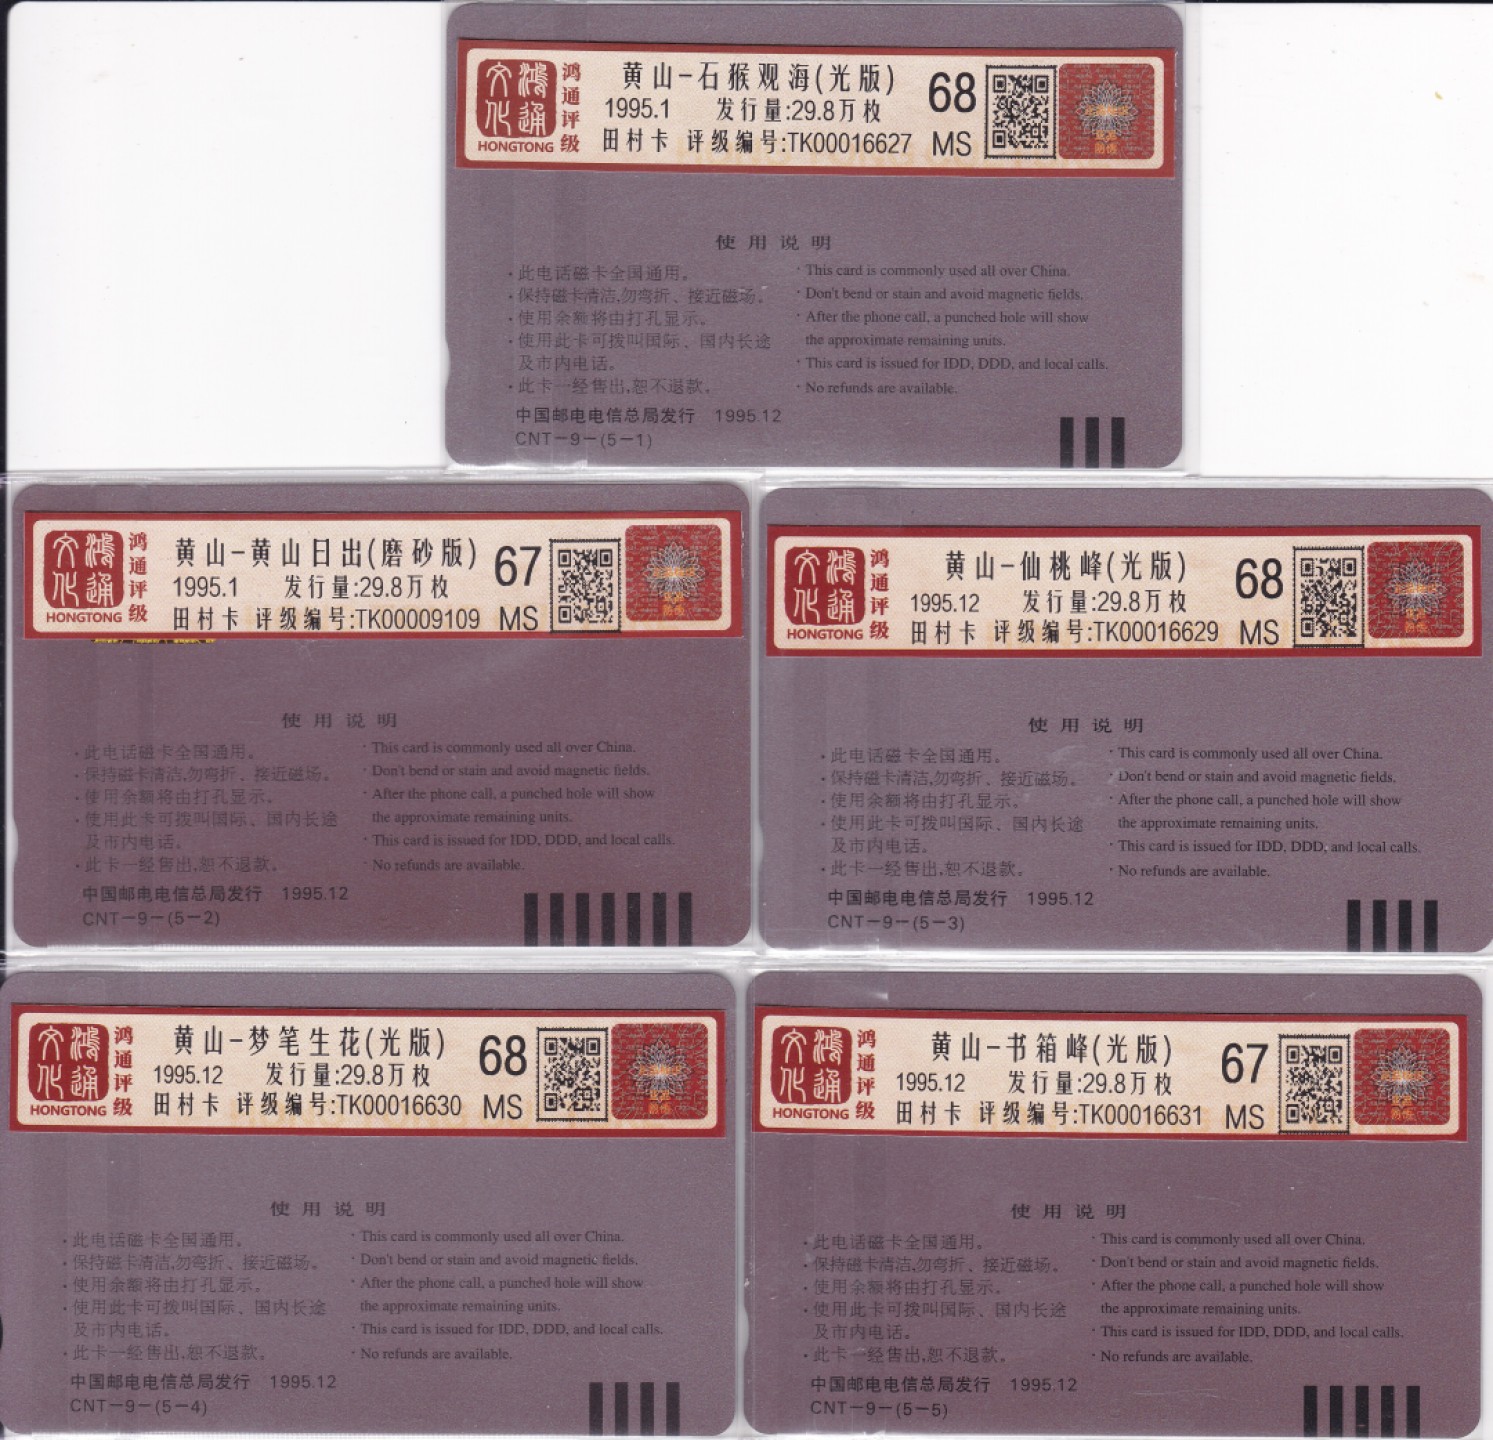 鸿通文化
HONGTONG
鸿通评级
黄山-石猴观海(光版)
1995.1 发行量:29.8万枚
田村卡 评级编号:TK00016627
68
MS
使用说明
·此电话磁卡全国通用。
·保持磁卡清洁,勿弯折、接近磁场。
·使用余额将由打孔显示。
·使用此卡可拨叫国际、国内长途
及市内电话。
·此卡一经售出,恕不退款。
·This card is commonly used all over China.
·Don't bend or stain and avoid magnetic fields.
·After the phone call, a punched hole will show
the approximate remaining units.
·This card is issued for IDD, DDD, and local calls.
·No refunds are available.
中国邮电电信总局发行 1995.12
CNT-9-(5-1)
鸿通文化
HONGTONG
鸿通评级
黄山-黄山日出(磨砂版)
1995.1 发行量:29.8万枚
田村卡 评级编号:TK00009109
67
MS
使用说明
·此电话磁卡全国通用。
·保持磁卡清洁,勿弯折、接近磁场。
·使用余额将由打孔显示。
·使用此卡可拨叫国际、国内长途
及市内电话。
·此卡一经售出,恕不退款。
·This card is commonly used all over China.
·Don't bend or stain and avoid magnetic fields.
·After the phone call, a punched hole will show
the approximate remaining units.
·This card is issued for IDD, DDD, and local calls.
·No refunds are available.
中国邮电电信总局发行 1995.12
CNT-9-(5-2)
鸿通文化
HONGTONG
鸿通评级
黄山-仙桃峰(光版)
1995.12 发行量:29.8万枚
田村卡 评级编号:TK00016629
68
MS
使用说明
·此电话磁卡全国通用。
·保持磁卡清洁,勿弯折、接近磁场。
·使用余额将由打孔显示。
·使用此卡可拨叫国际、国内长途
及市内电话。
·此卡一经售出,恕不退款。
·This card is commonly used all over China.
·Don't bend or stain and avoid magnetic fields.
·After the phone call, a punched hole will show
the approximate remaining units.
·This card is issued for IDD, DDD, and local calls.
·No refunds are available.
中国邮电电信总局发行 1995.12
CNT-9-(5-3)
鸿通文化
HONGTONG
鸿通评级
黄山-梦笔生花(光版)
1995.12 发行量:29.8万枚
田村卡 评级编号:TK00016630
68
MS
使用说明
·此电话磁卡全国通用。
·保持磁卡清洁,勿弯折、接近磁场。
·使用余额将由打孔显示。
·使用此卡可拨叫国际、国内长途
及市内电话。
·此卡一经售出,恕不退款。
·This card is commonly used all over China.
·Don't bend or stain and avoid magnetic fields.
·After the phone call, a punched hole will show
the approximate remaining units.
·This card is issued for IDD, DDD, and local calls.
·No refunds are available.
中国邮电电信总局发行 1995.12
CNT-9-(5-4)
鸿通文化
HONGTONG
鸿通评级
黄山-书箱峰(光版)
1995.12 发行量:29.8万枚
田村卡 评级编号:TK00016631
67
MS
使用说明
·此电话磁卡全国通用。
·保持磁卡清洁,勿弯折、接近磁场。
·使用余额将由打孔显示。
·使用此卡可拨叫国际、国内长途
及市内电话。
·此卡一经售出,恕不退款。
·This card is commonly used all over China.
·Don't bend or stain and avoid magnetic fields.
·After the phone call, a punched hole will show
the approximate remaining units.
·This card is issued for IDD, DDD, and local calls.
·No refunds are available.
中国邮电电信总局发行 1995.12
CNT-9-(5-5)